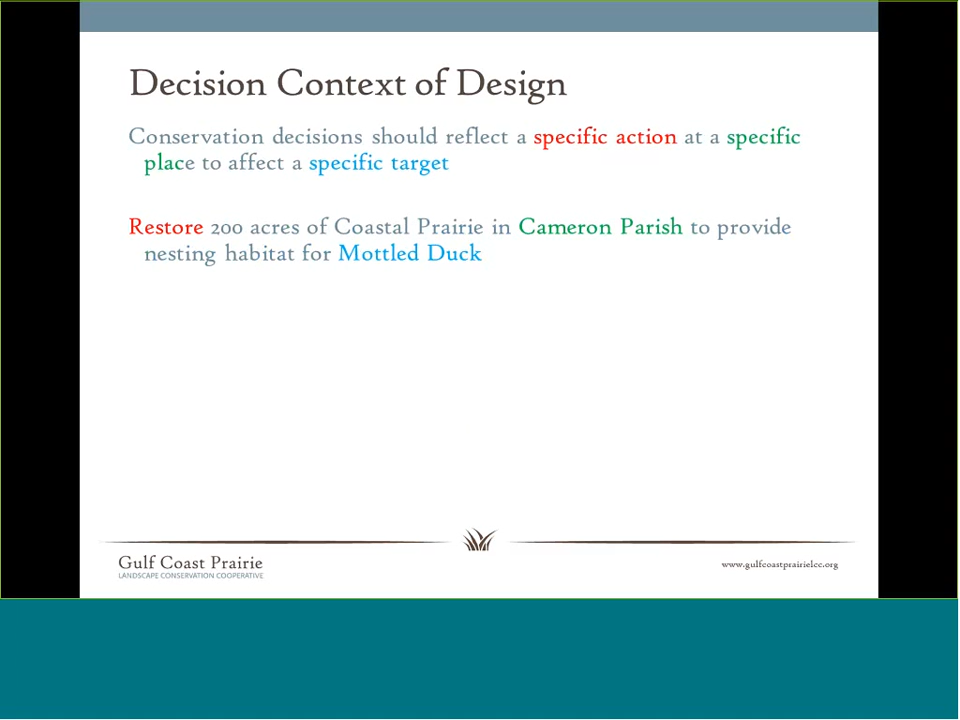 Decision Context of Design
Conservation decisions should reflect a specific action at a specific
place to affect a specific target
Restore 200 acres of Coastal Prairie in Cameron Parish to provide
nesting habitat for Mottled Duck
Gulf Coast Prairie
LANDSCAPE CONSERVATION COOPERATIVE
www.gulfcoastprairielcc.org